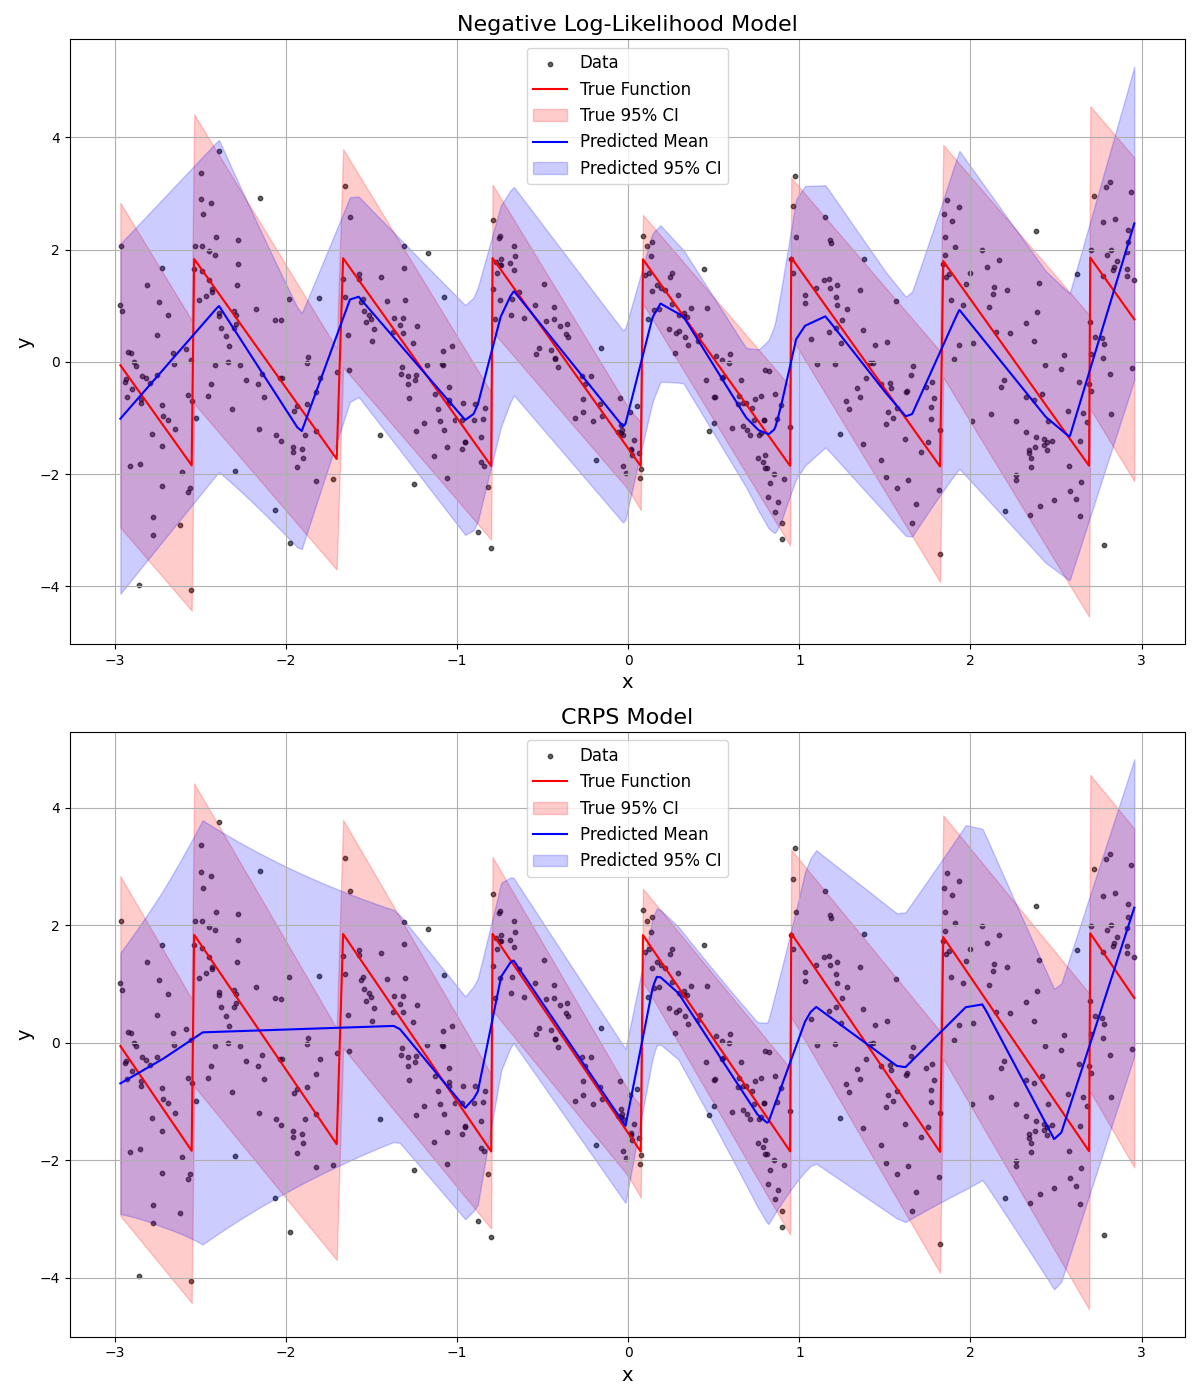 Negative Log-Likelihood Model
Data
True Function
True 95% CI
Predicted Mean
Predicted 95% CI
y
4
2
0
−2
−4
−3
−2
−1
0
1
2
3
x
CRPS Model
Data
True Function
True 95% CI
Predicted Mean
Predicted 95% CI
y
4
2
0
−2
−4
−3
−2
−1
0
1
2
3
x